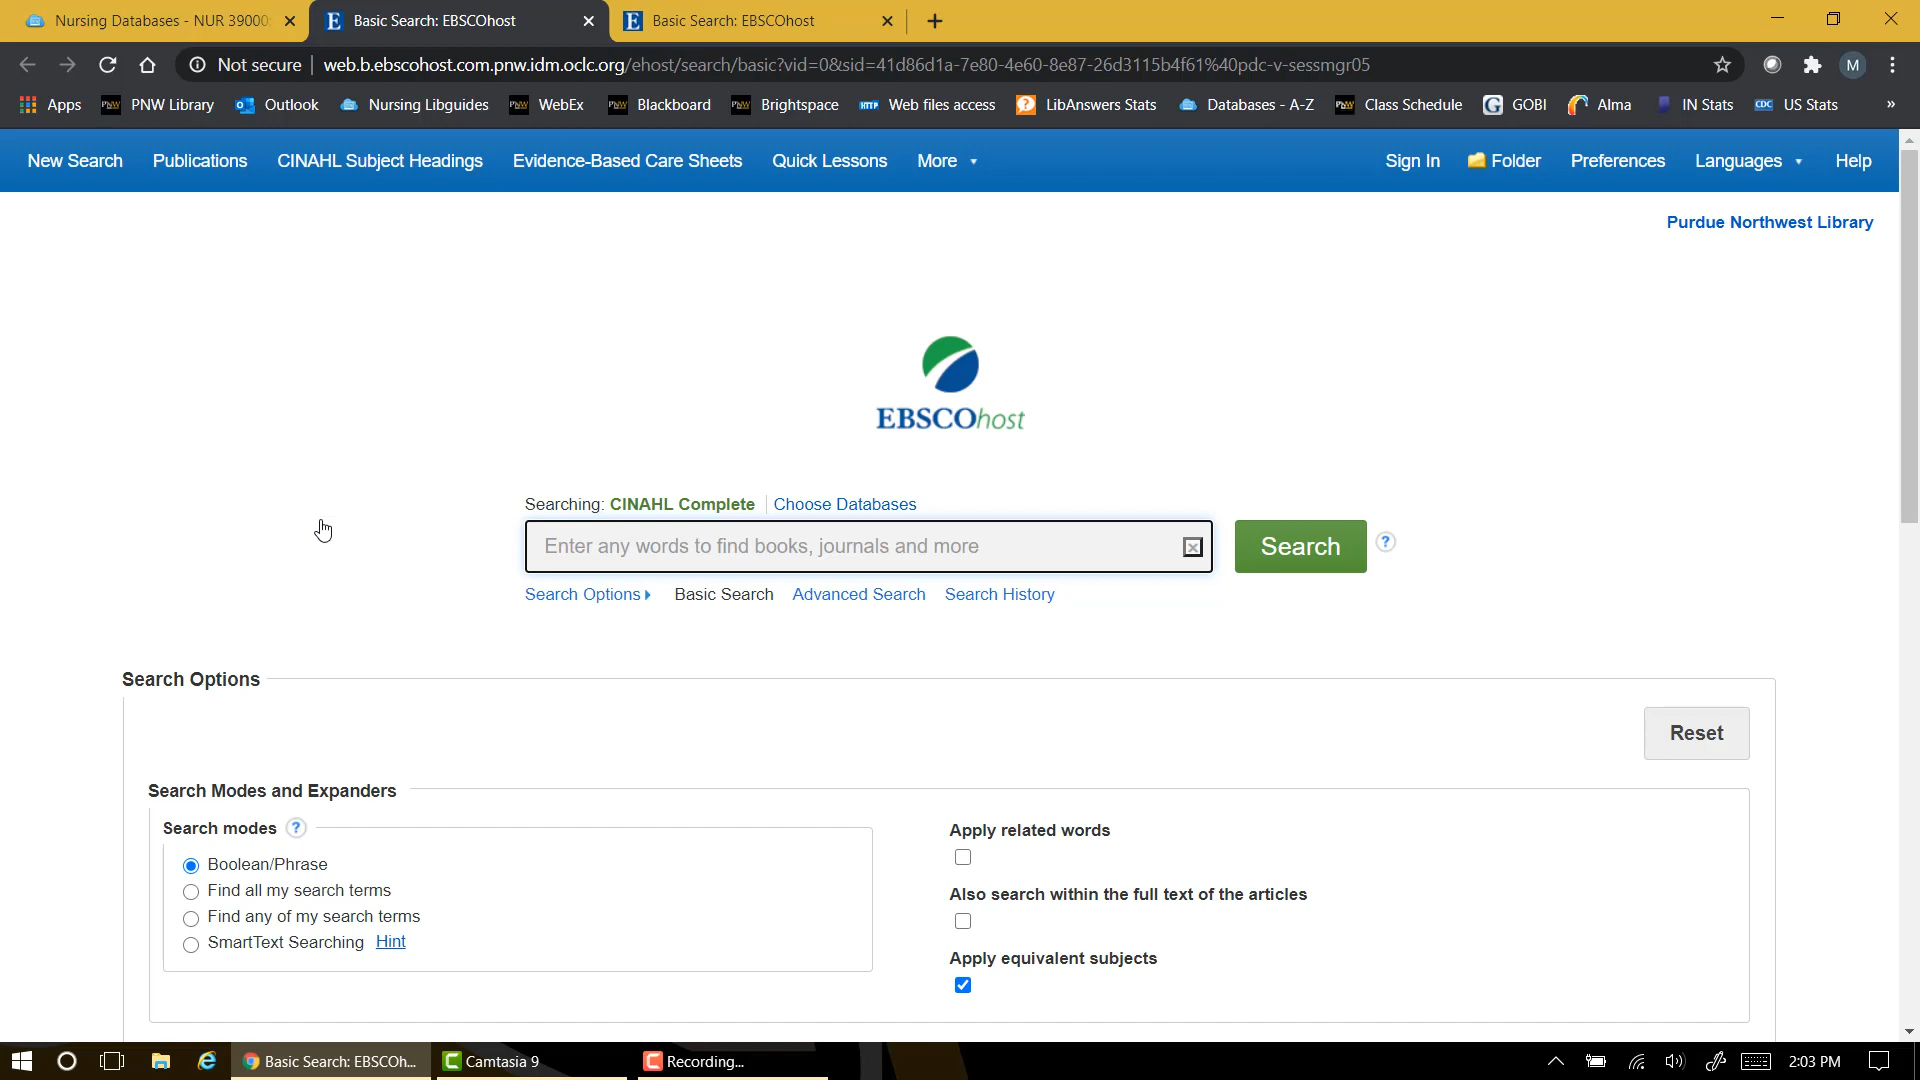 Nursing Databases - NUR 39000
Basic Search: EBSCOhost
Basic Search: EBSCOhost
Not secure
web.b.ebscohost.com.pnw.idm.oclc.org/ehost/search/basic?vid=0&sid=41d86d1a-7e80-4e60-8e87-26d3115b4f61%40pdc-v-sessmgr05
M
Apps PNW Library Outlook Nursing Libguides WebEx Blackboard Brightspace Web files access LibAnswers Stats Databases - A-Z Class Schedule GOBI Alma IN Stats US Stats »
New Search Publications CINAHL Subject Headings Evidence-Based Care Sheets Quick Lessons More Sign In Folder Preferences Languages Help
Purdue Northwest Library
EBSCOhost
Searching: CINAHL Complete Choose Databases
Enter any words to find books, journals and more
Search ?
Search Options Basic Search Advanced Search Search History
Search Options
Reset
Search Modes and Expanders
Search modes ?
Boolean/Phrase
Find all my search terms
Find any of my search terms
SmartText Searching Hint
Apply related words
Also search within the full text of the articles
Apply equivalent subjects
Basic Search: EBSCOh... Camtasia 9 Recording... 2:03 PM